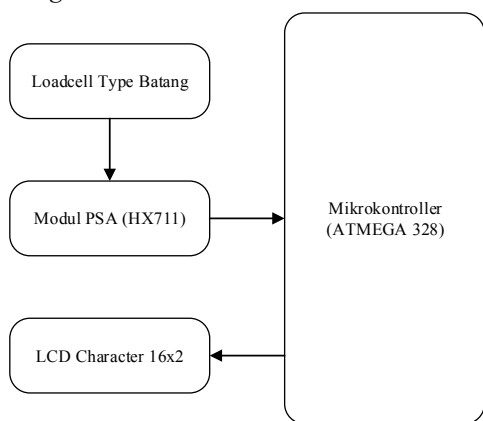 Loadcell Type Batang
Modul PSA (HX711)
Mikrokontroller
(ATMEGA 328)
LCD Character 16x2